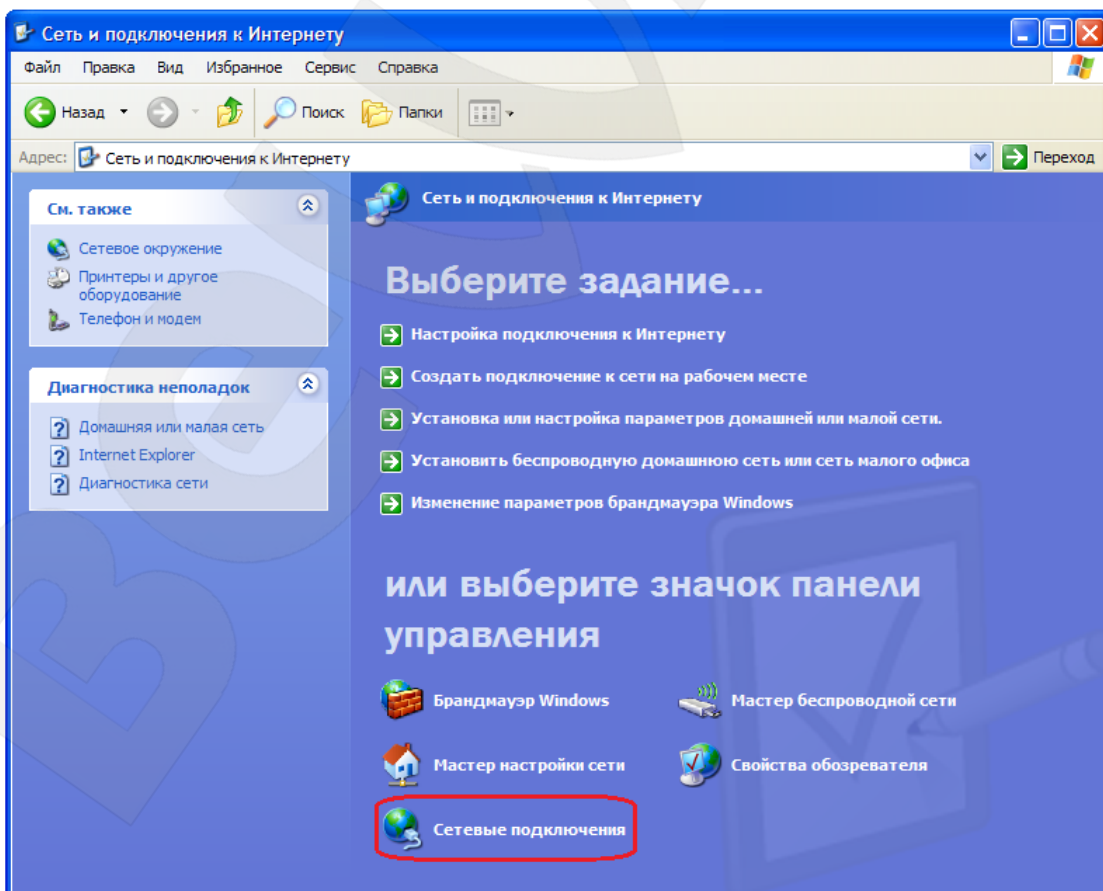 Сеть и подключения к Интернету
Файл Правка Вид Избранное Сервис Справка
Назад Поиск Папки
Адрес: Сеть и подключения к Интернету Переход
См. также
Сетевое окружение
Принтеры и другое
оборудование
Телефон и модем
Диагностика неполадок
Домашняя или малая сеть
Internet Explorer
Диагностика сети
Сеть и подключения к Интернету
Выберите задание...
Настройка подключения к Интернету
Создать подключение к сети на рабочем месте
Установка или настройка параметров домашней или малой сети.
Установить беспроводную домашнюю сеть или сеть малого офиса
Изменение параметров брандмауэра Windows
или выберите значок панели
управления
Брандмауэр Windows Мастер беспроводной сети
Мастер настройки сети Свойства обозревателя
Сетевые подключения